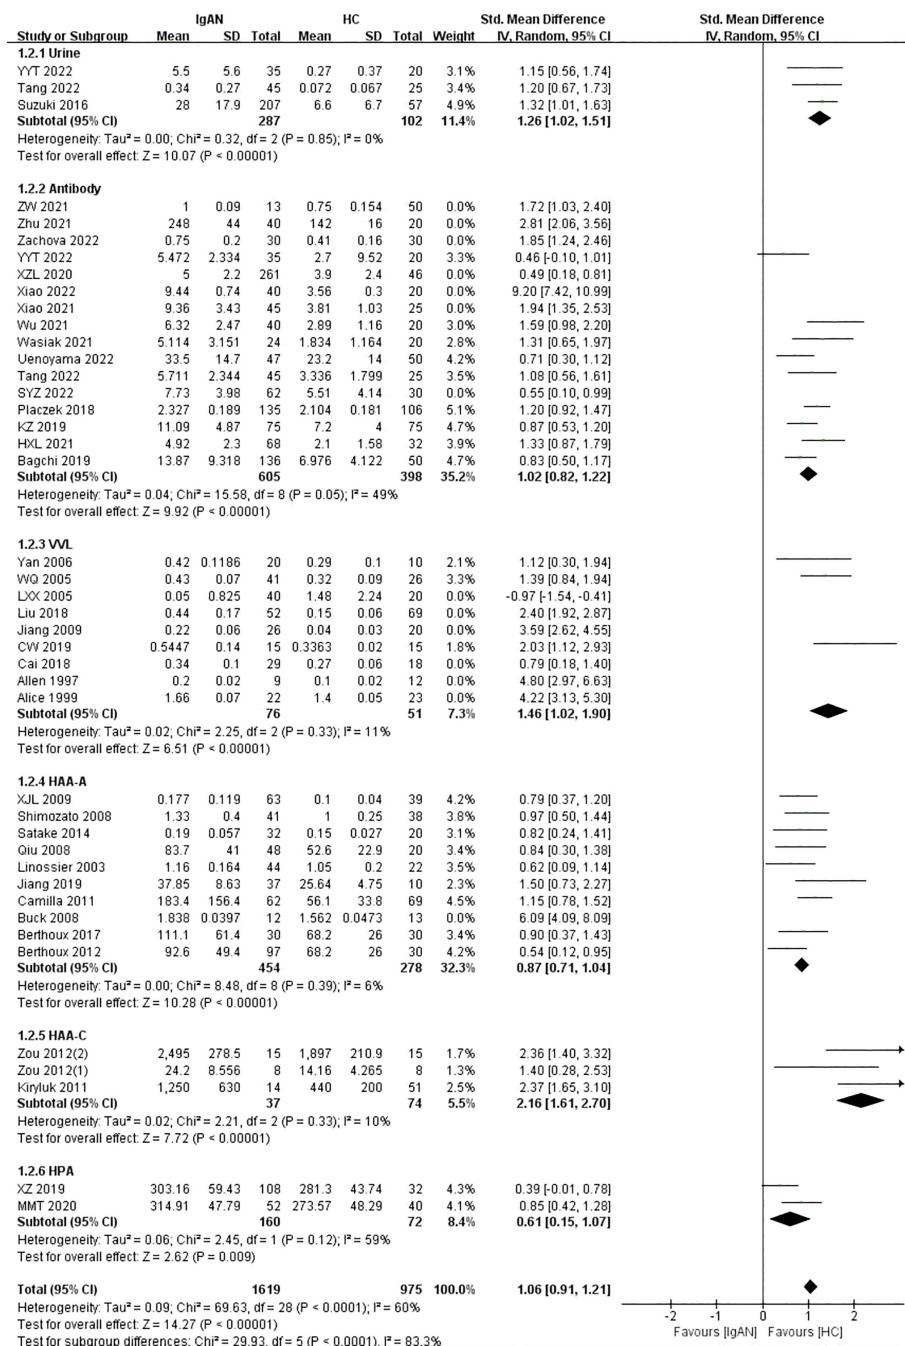 IgAN HC Std. Mean Difference Std. Mean Difference
Study or Subgroup Mean SD Total Mean SD Total Weight IV, Random, 95% CI IV, Random, 95% CI
1.2.1 Urine
YYT 2022 5.5 5.6 35 0.27 0.37 20 3.1% 1.15 [0.56, 1.74]
Tang 2022 0.34 0.27 45 0.072 0.067 25 3.4% 1.20 [0.67, 1.73]
Suzuki 2016 28 17.9 207 6.6 6.7 57 4.9% 1.32 [1.01, 1.63]
Subtotal (95% CI) 287 102 11.4% 1.26 [1.02, 1.51]
Heterogeneity: Tau² = 0.00; Chi² = 0.32, df = 2 (P = 0.85); I² = 0%
Test for overall effect: Z = 10.07 (P < 0.00001)
1.2.2 Antibody
ZW 2021 1 0.09 13 0.75 0.154 50 0.0% 1.72 [1.03, 2.40]
Zhu 2021 248 44 40 142 16 20 0.0% 2.81 [2.06, 3.56]
Zachova 2022 0.75 0.2 30 0.41 0.16 30 0.0% 1.85 [1.24, 2.46]
YYT 2022 5.472 2.334 35 2.7 9.52 20 3.3% 0.46 [-0.10, 1.01]
XZL 2020 5 2.2 261 3.9 2.4 46 0.0% 0.49 [0.18, 0.81]
Xiao 2022 9.44 0.74 40 3.56 0.3 20 0.0% 9.20 [7.42, 10.99]
Xiao 2021 9.36 3.43 45 3.81 1.03 25 0.0% 1.94 [1.35, 2.53]
Wu 2021 6.32 2.47 40 2.89 1.16 20 3.0% 1.59 [0.98, 2.20]
Wasiak 2021 5.114 3.151 24 1.834 1.164 20 2.8% 1.31 [0.65, 1.97]
Uenoyama 2022 33.5 14.7 47 23.2 14 50 4.2% 0.71 [0.30, 1.12]
Tang 2022 5.711 2.344 45 3.336 1.799 25 3.5% 1.08 [0.56, 1.61]
SYZ 2022 7.73 3.98 62 5.51 4.14 30 0.0% 0.55 [0.10, 0.99]
Placzek 2018 2.327 0.189 135 2.104 0.181 106 5.1% 1.20 [0.92, 1.47]
KZ 2019 11.09 4.87 75 7.2 4 75 4.7% 0.87 [0.53, 1.20]
HXL 2021 4.92 2.3 68 2.1 1.58 32 3.9% 1.33 [0.87, 1.79]
Bagchi 2019 13.87 9.318 136 6.976 4.122 50 4.7% 0.83 [0.50, 1.17]
Subtotal (95% CI) 605 398 35.2% 1.02 [0.82, 1.22]
Heterogeneity: Tau² = 0.04; Chi² = 15.58, df = 8 (P = 0.05); I² = 49%
Test for overall effect: Z = 9.92 (P < 0.00001)
1.2.3 VVL
Yan 2006 0.42 0.1186 20 0.29 0.1 10 2.1% 1.12 [0.30, 1.94]
WQ 2005 0.43 0.07 41 0.32 0.09 26 3.3% 1.39 [0.84, 1.94]
LXX 2005 0.05 0.825 40 1.48 2.24 20 0.0% -0.97 [-1.54, -0.41]
Liu 2018 0.44 0.17 52 0.15 0.06 69 0.0% 2.40 [1.92, 2.87]
Jiang 2009 0.22 0.06 26 0.04 0.03 20 0.0% 3.59 [2.62, 4.55]
CW 2019 0.5447 0.14 15 0.3363 0.02 15 1.8% 2.03 [1.12, 2.93]
Cai 2018 0.34 0.1 29 0.27 0.06 18 0.0% 0.79 [0.18, 1.40]
Allen 1997 0.2 0.02 9 0.1 0.02 12 0.0% 4.80 [2.97, 6.63]
Alice 1999 1.66 0.07 22 1.4 0.05 23 0.0% 4.22 [3.13, 5.30]
Subtotal (95% CI) 76 51 7.3% 1.46 [1.02, 1.90]
Heterogeneity: Tau² = 0.02; Chi² = 2.25, df = 2 (P = 0.33); I² = 11%
Test for overall effect: Z = 6.51 (P < 0.00001)
1.2.4 HAA-A
XJL 2009 0.177 0.119 63 0.1 0.04 39 4.2% 0.79 [0.37, 1.20]
Shimozato 2008 1.33 0.4 41 1 0.25 38 3.8% 0.97 [0.50, 1.44]
Satake 2014 0.19 0.057 32 0.15 0.027 20 3.1% 0.82 [0.24, 1.41]
Qiu 2008 83.7 41 48 52.6 22.9 20 3.4% 0.84 [0.30, 1.38]
Linossier 2003 1.16 0.164 44 1.05 0.2 22 3.5% 0.62 [0.09, 1.14]
Jiang 2019 37.85 8.63 37 25.64 4.75 10 2.3% 1.50 [0.73, 2.27]
Camilla 2011 183.4 156.4 62 56.1 33.8 69 4.5% 1.15 [0.78, 1.52]
Buck 2008 1.838 0.0397 12 1.562 0.0473 13 0.0% 6.09 [4.09, 8.09]
Berthoux 2017 111.1 61.4 30 68.2 26 30 3.4% 0.90 [0.37, 1.43]
Berthoux 2012 92.6 49.4 97 68.2 26 30 4.2% 0.54 [0.12, 0.95]
Subtotal (95% CI) 454 278 32.3% 0.87 [0.71, 1.04]
Heterogeneity: Tau² = 0.00; Chi² = 8.48, df = 8 (P = 0.39); I² = 6%
Test for overall effect: Z = 10.28 (P < 0.00001)
1.2.5 HAA-C
Zou 2012(2) 2,495 278.5 15 1,897 210.9 15 1.7% 2.36 [1.40, 3.32]
Zou 2012(1) 24.2 8.556 8 14.16 4.265 8 1.3% 1.40 [0.28, 2.53]
Kiryluk 2011 1,250 630 14 440 200 51 2.5% 2.37 [1.65, 3.10]
Subtotal (95% CI) 37 74 5.5% 2.16 [1.61, 2.70]
Heterogeneity: Tau² = 0.02; Chi² = 2.21, df = 2 (P = 0.33); I² = 10%
Test for overall effect: Z = 7.72 (P < 0.00001)
1.2.6 HPA
XZ 2019 303.16 59.43 108 281.3 43.74 32 4.3% 0.39 [-0.01, 0.78]
MMT 2020 314.91 47.79 52 273.57 48.29 40 4.1% 0.85 [0.42, 1.28]
Subtotal (95% CI) 160 72 8.4% 0.61 [0.15, 1.07]
Heterogeneity: Tau² = 0.06; Chi² = 2.45, df = 1 (P = 0.12); I² = 59%
Test for overall effect: Z = 2.62 (P = 0.009)
Total (95% CI) 1619 975 100.0% 1.06 [0.91, 1.21]
Heterogeneity: Tau² = 0.09; Chi² = 69.63, df = 28 (P < 0.0001); I² = 60%
Test for overall effect: Z = 14.27 (P < 0.00001)
Test for subgroup differences: Chi² = 29.93, df = 5 (P < 0.0001), I² = 83.3%
-2 -1 0 1 2
Favours [IgAN] Favours [HC]